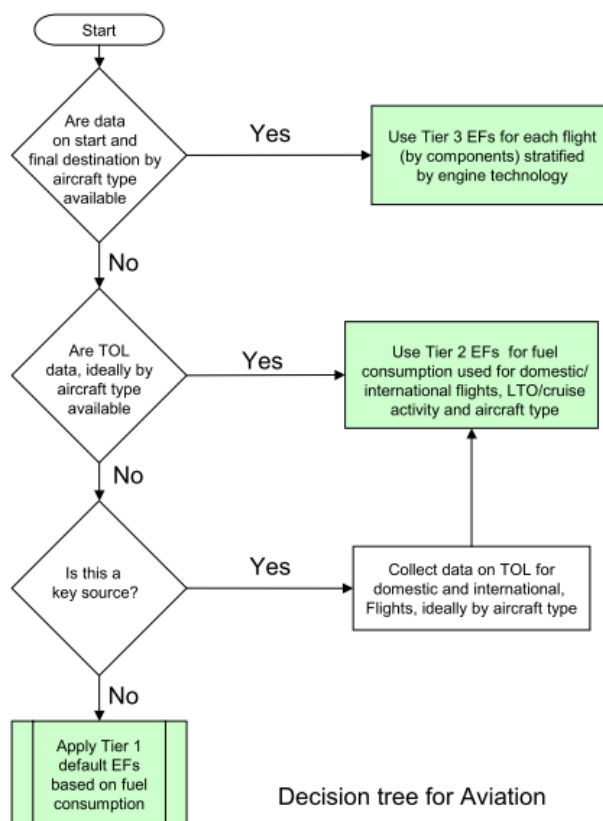 Start
Are data
on start and
final destination by
aircraft type
available
Yes
Use Tier 3 EFs for each flight
(by components) stratified
by engine technology
No
Are TOL
data, ideally by
aircraft type
available
Yes
Use Tier 2 EFs for fuel
consumption used for domestic/
international flights, LTO/cruise
activity and aircraft type
No
Is this a
key source?
Yes
Collect data on TOL for
domestic and international,
Flights, ideally by aircraft type
No
Apply Tier 1
default EFs
based on fuel
consumption
Decision tree for Aviation